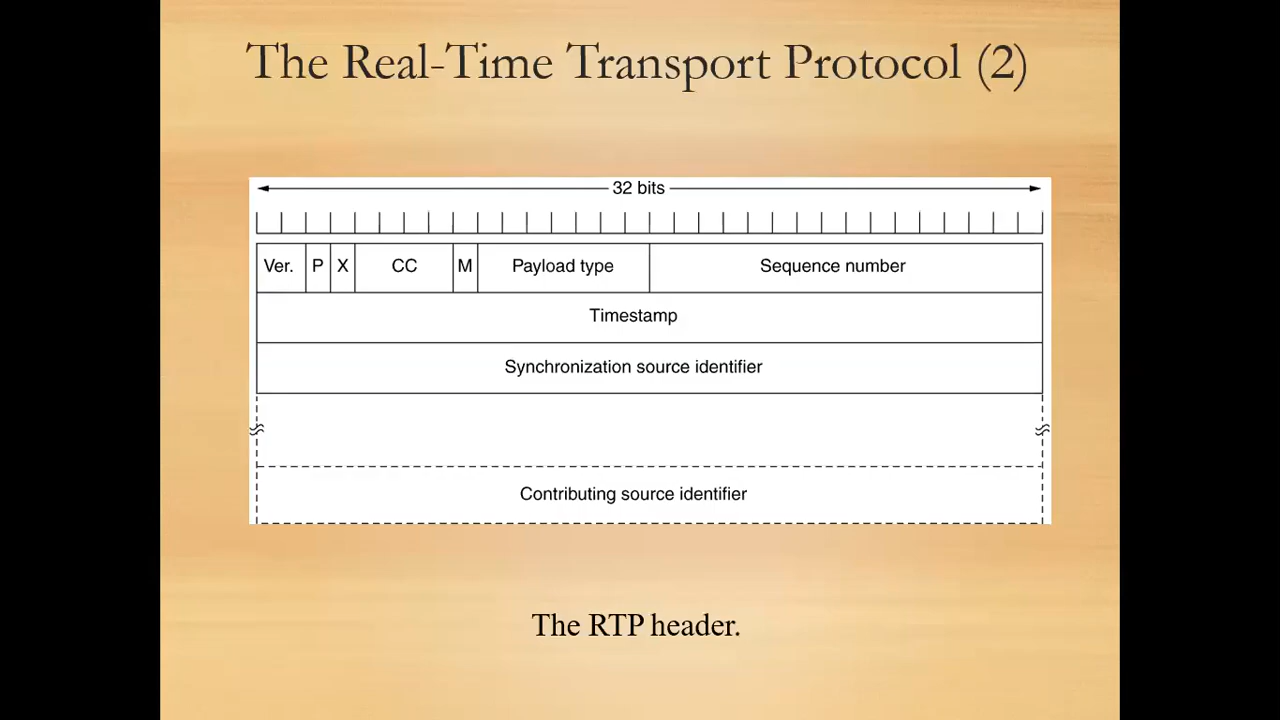 The Real-Time Transport Protocol (2)
32 bits
Ver. P X CC M Payload type Sequence number
Timestamp
Synchronization source identifier
Contributing source identifier
The RTP header.